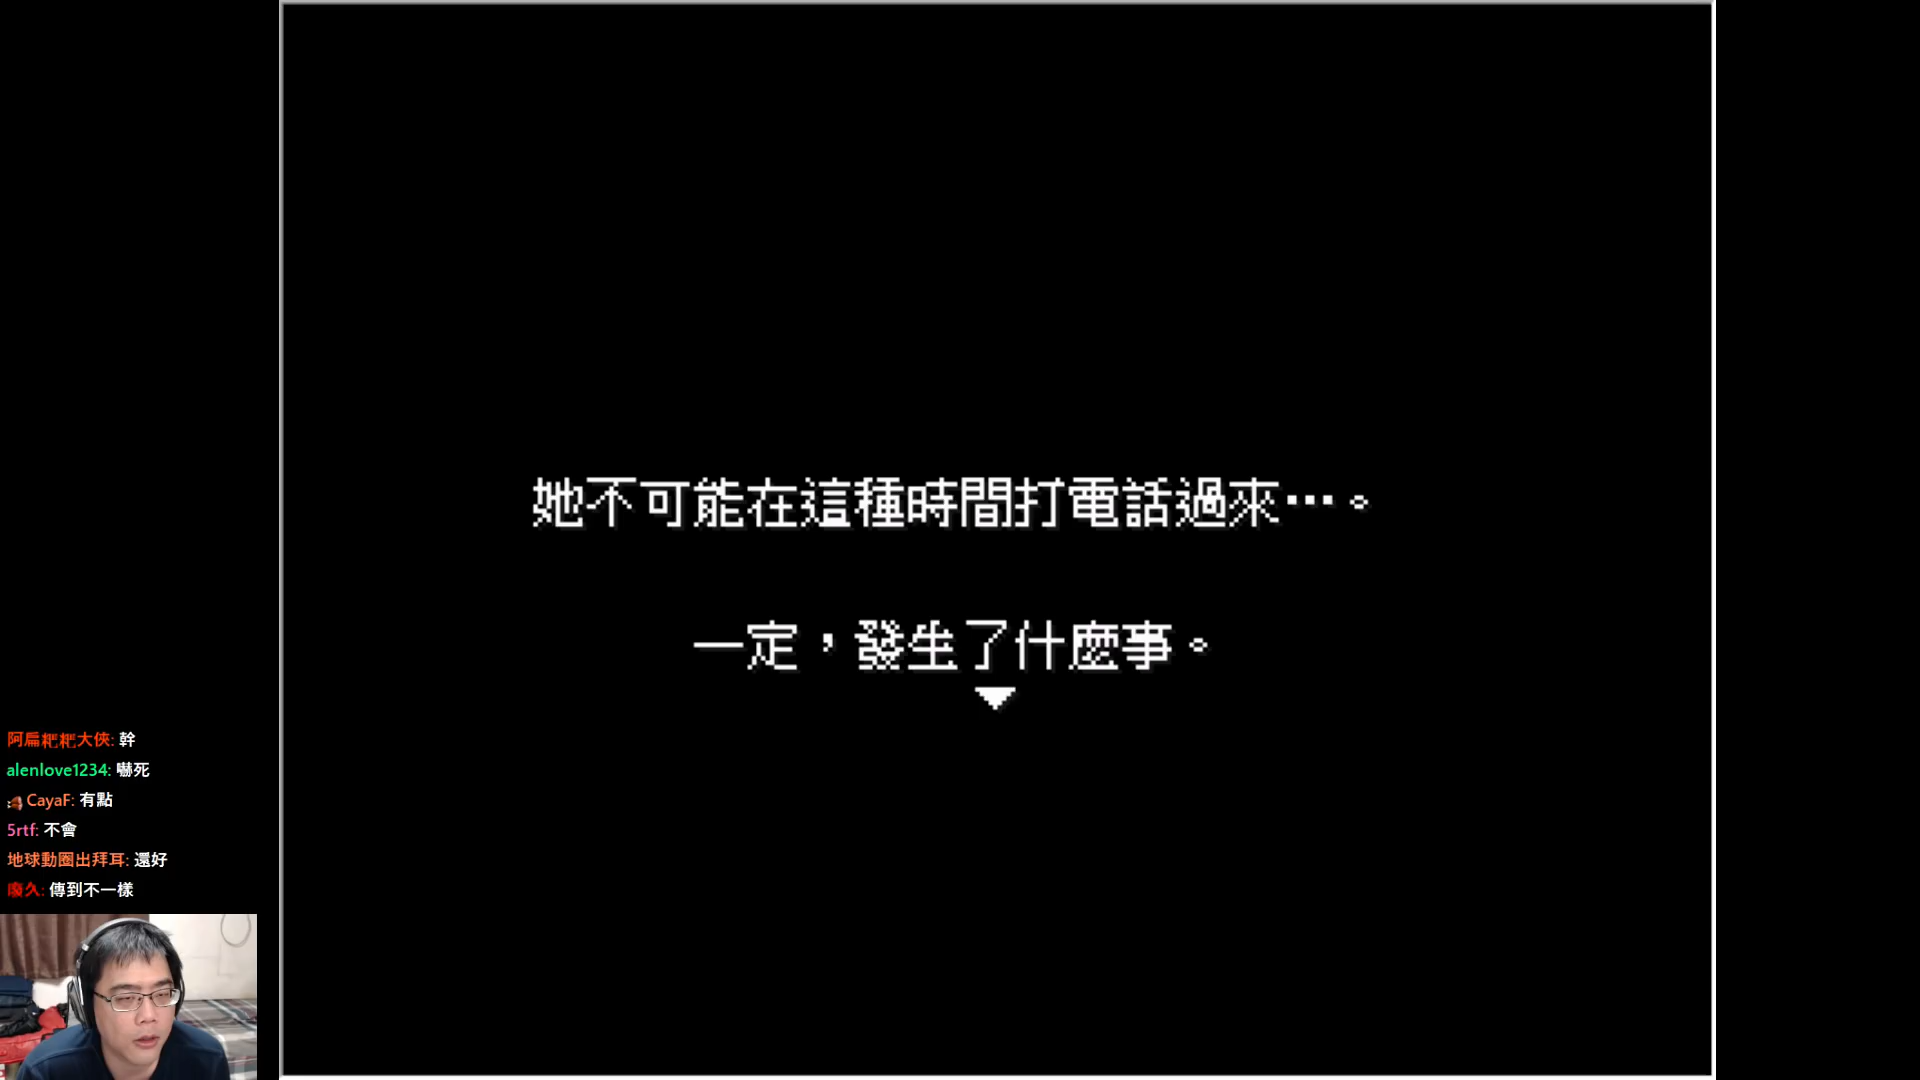 她不可能在這種時間打電話過來…。
一定，發生了什麼事。
阿扁粑粑大俠: 幹
alenlove1234: 嚇死
CayaF: 有點
5rtf: 不會
地球動圈出拜耳: 還好
廢久: 傳到不一樣